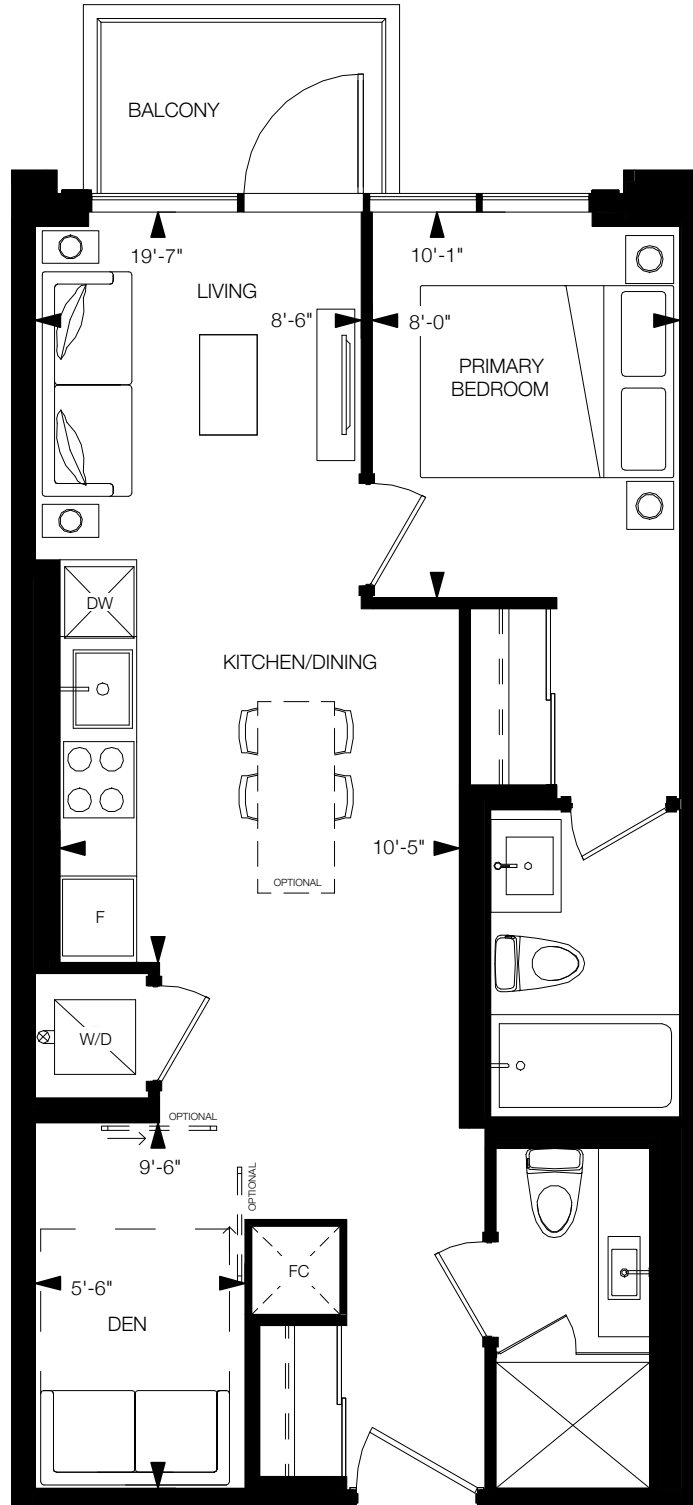 BALCONY
19'-7"
10'-1"
LIVING
8'-6"
8'-0"
PRIMARY
BEDROOM
DW
KITCHEN/DINING
10'-5"
OPTIONAL
F
W/D
OPTIONAL
9'-6"
OPTIONAL
FC
5'-6"
DEN